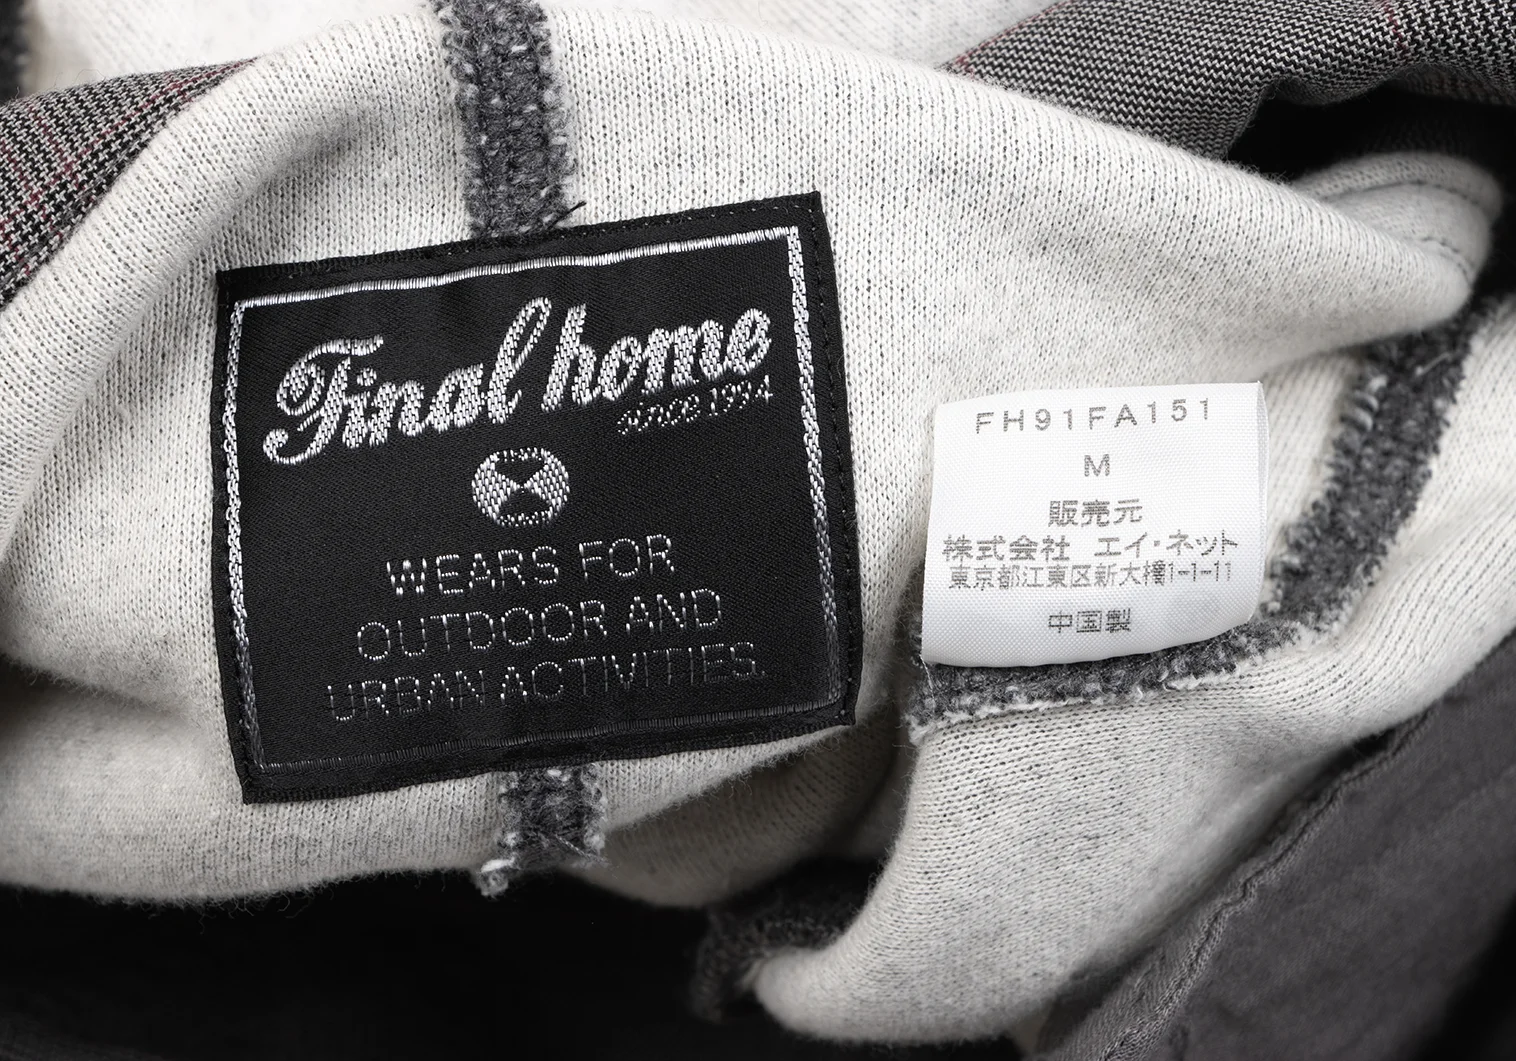 Final home
since 1994
WEARS FOR
OUTDOOR AND
URBAN ACTIVITIES.
FH91FA151
M
販売元
株式会社 エイ・ネット
東京都江東区新大橋1-1-11
中国製